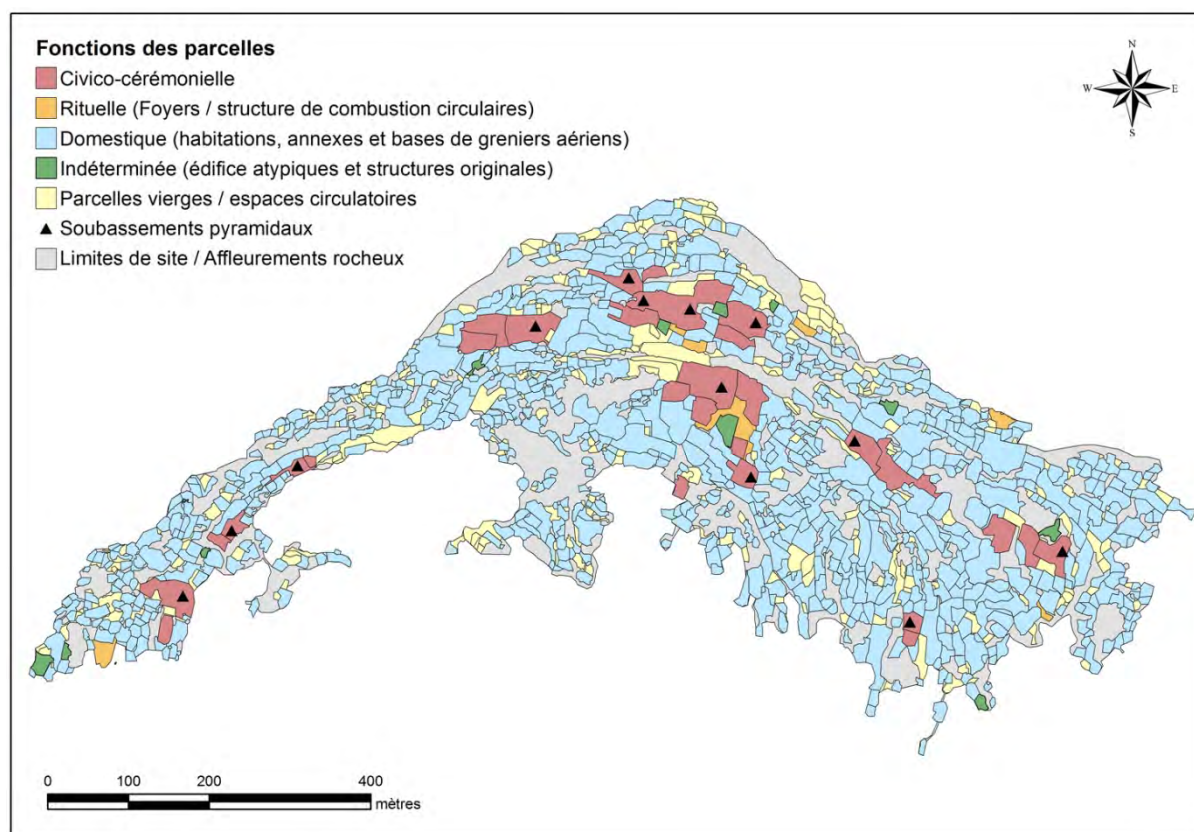 Fonctions des parcelles
Civico-cérémonielle
Rituelle (Foyers / structure de combustion circulaires)
Domestique (habitations, annexes et bases de greniers aériens)
Indéterminée (édifice atypiques et structures originales)
Parcelles vierges / espaces circulatoires
Soubassements pyramidaux
Limites de site / Affleurements rocheux
N
W E
S
0 100 200 400
mètres